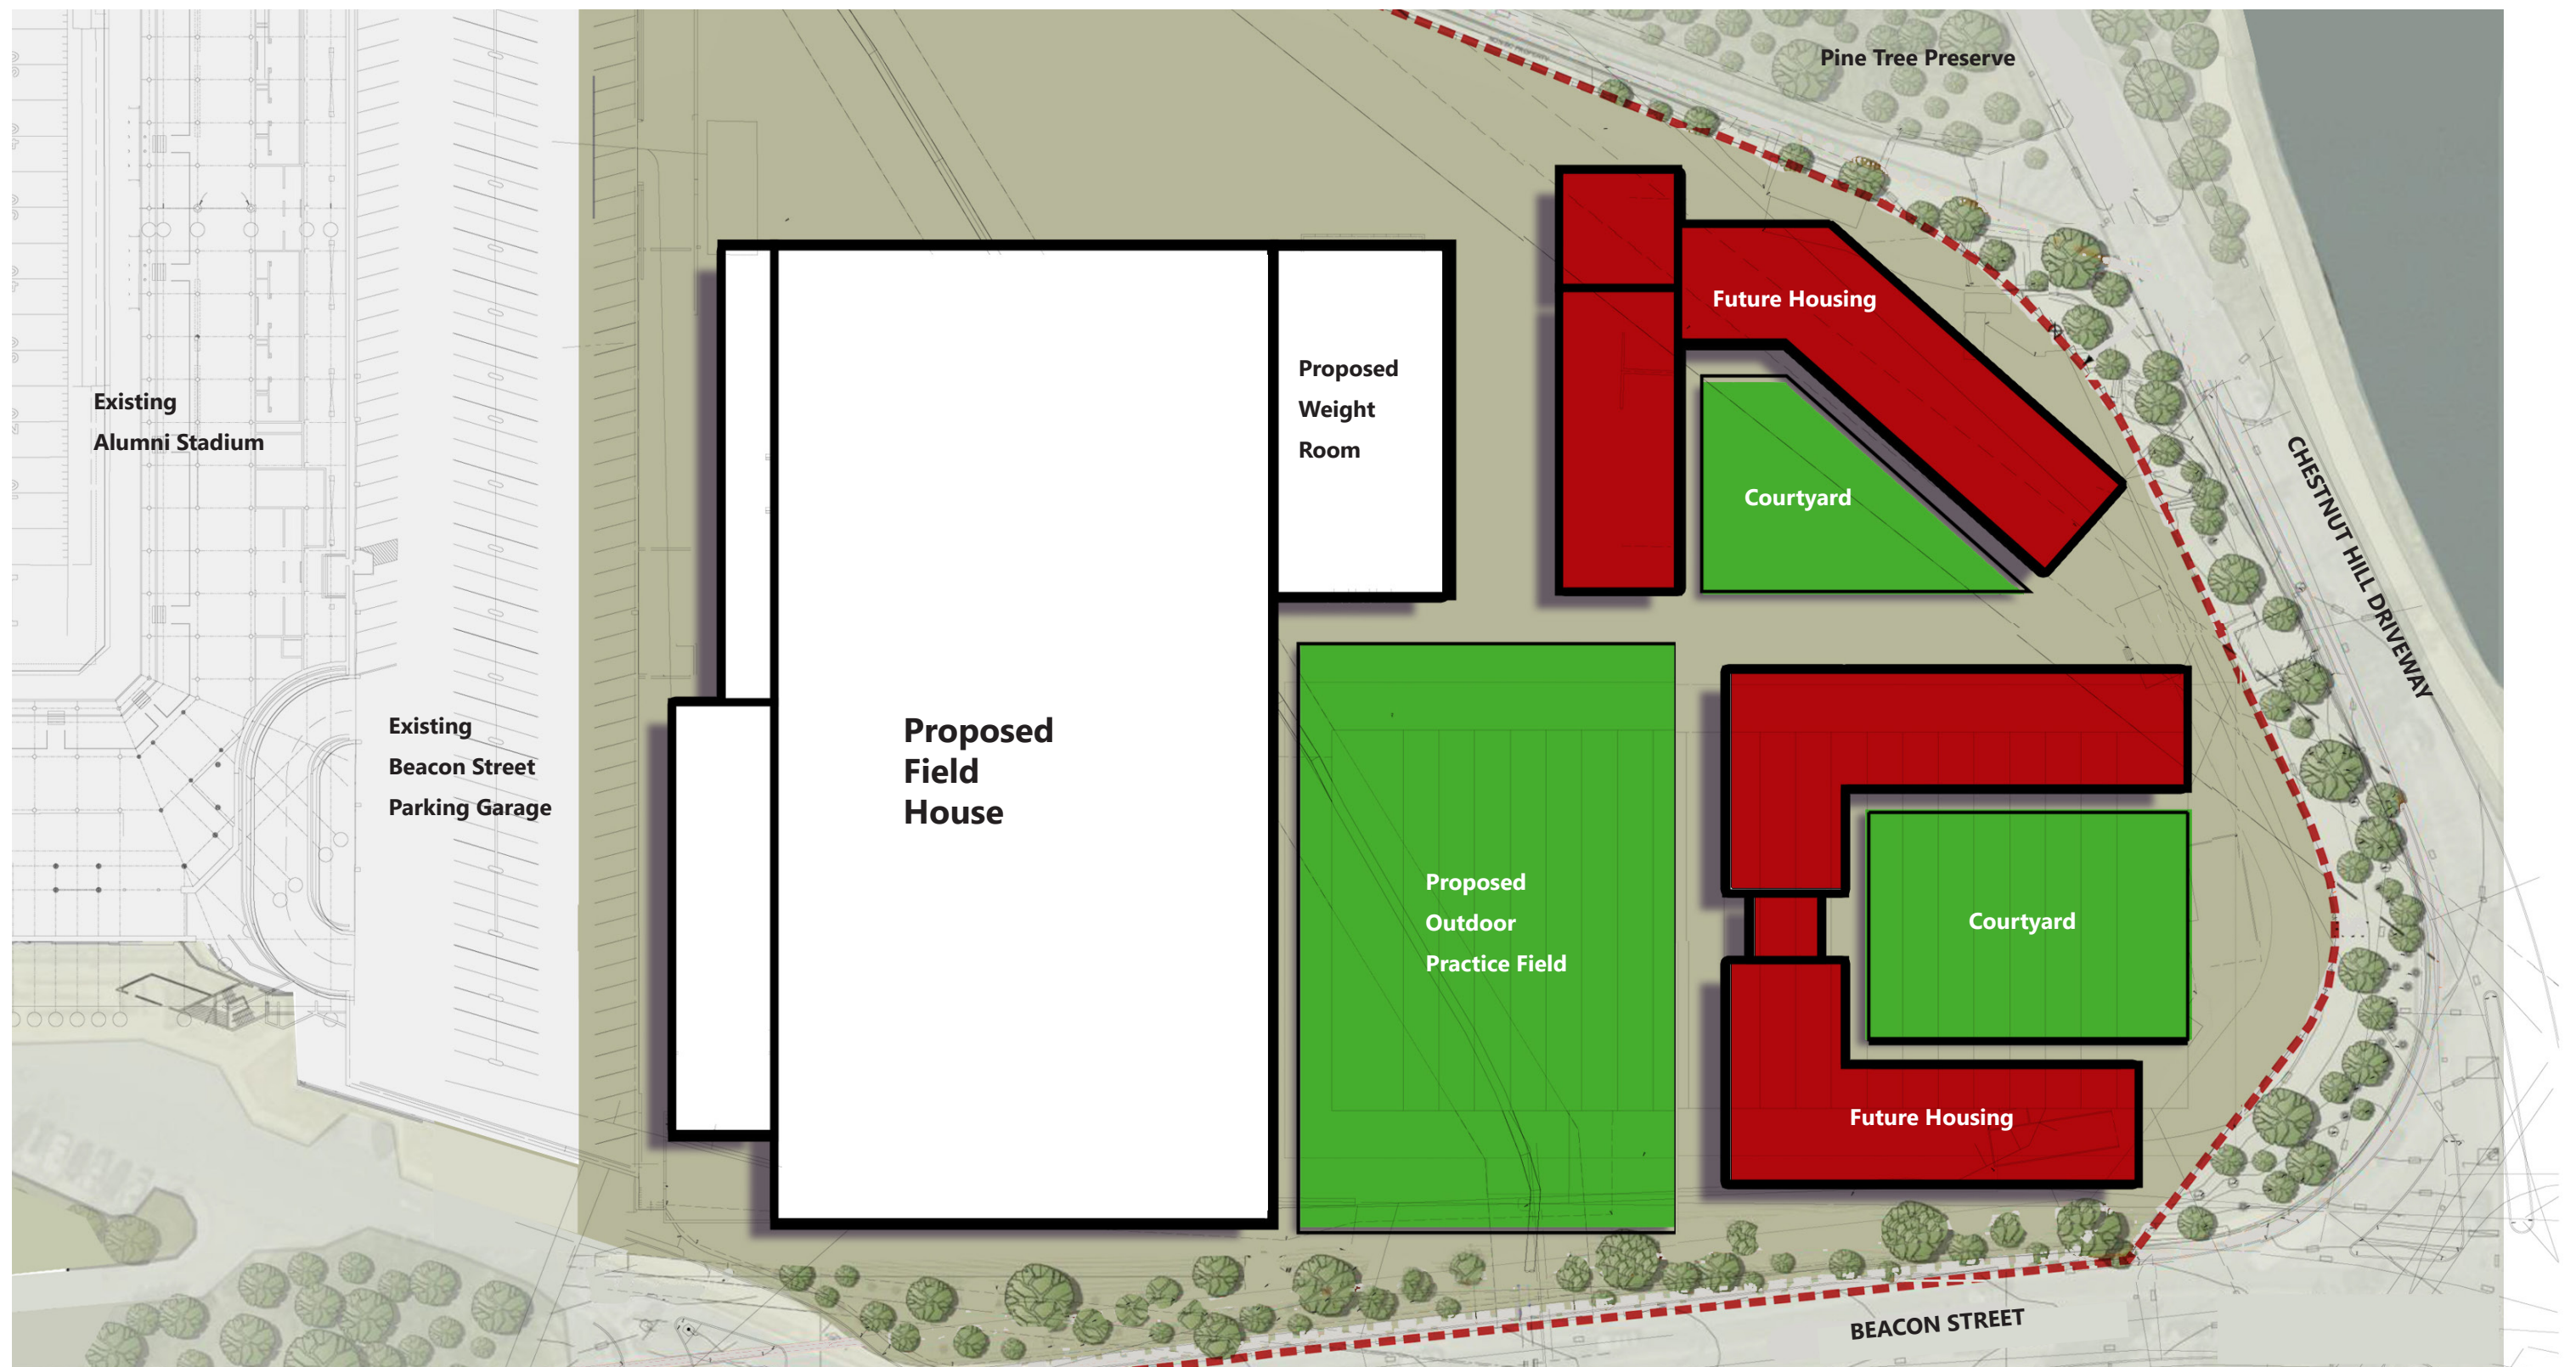 Pine Tree Preserve
Future Housing
Proposed
Weight
Room
Existing
Alumni Stadium
Courtyard
CHESTNUT HILL DRIVEWAY
Existing
Beacon Street
Parking Garage
Proposed
Field
House
Proposed
Outdoor
Practice Field
Courtyard
Future Housing
BEACON STREET